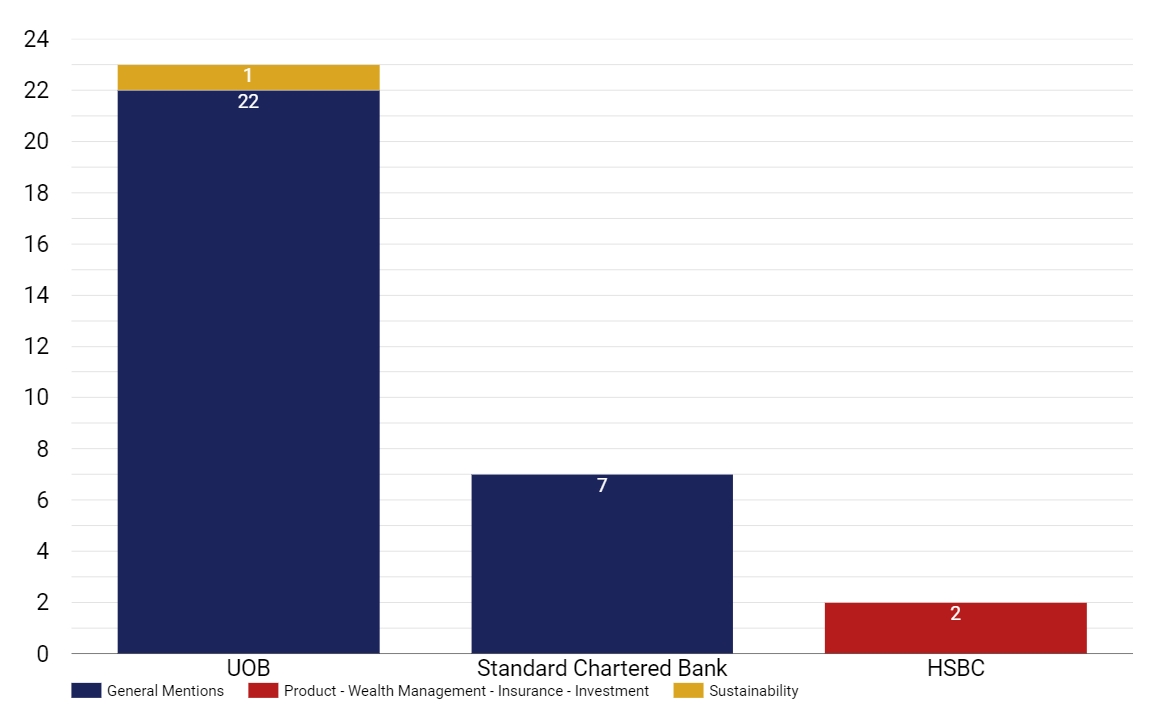 24
22
20
18
16
14
12
10
8
6
4
2
0
1
22
7
2
UOB
Standard Chartered Bank
HSBC
General Mentions
Product - Wealth Management - Insurance - Investment
Sustainability